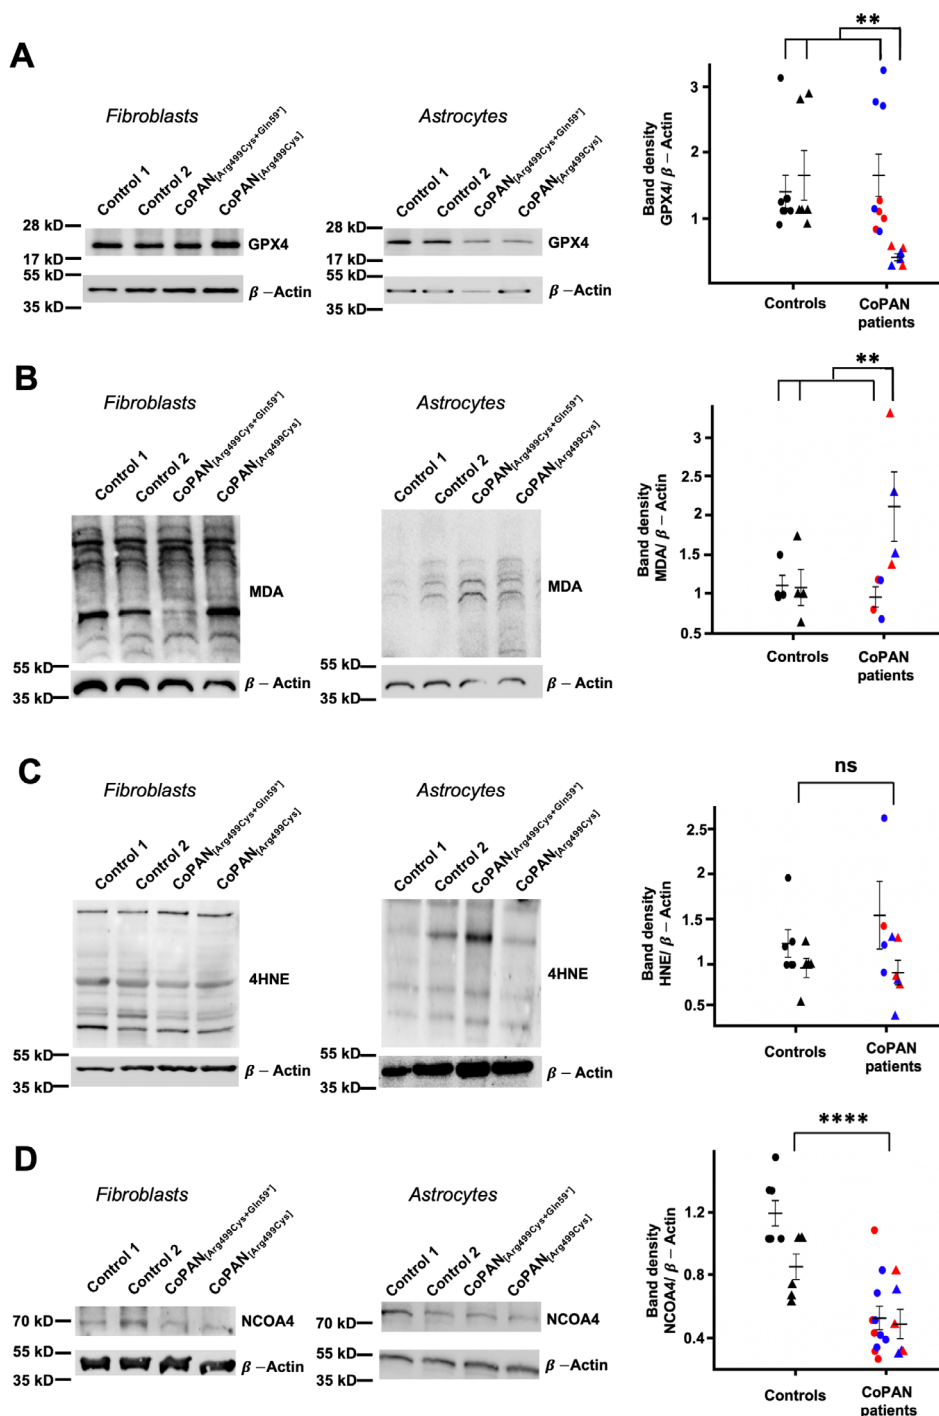 A
Fibroblasts
Control 1
Control 2
CoPAN[Arg499Cys+Gln59*]
CoPAN[Arg499Cys]
28 kD
17 kD
GPX4
55 kD
35 kD
β – Actin
Astrocytes
Control 1
Control 2
CoPAN[Arg499Cys+Gln59*]
CoPAN[Arg499Cys]
28 kD
17 kD
GPX4
55 kD
35 kD
β – Actin
**
Band density
GPX4/ β – Actin
3
2
1
Controls
CoPAN
patients
B
Fibroblasts
Control 1
Control 2
CoPAN[Arg499Cys+Gln59*]
CoPAN[Arg499Cys]
MDA
55 kD
35 kD
β – Actin
Astrocytes
Control 1
Control 2
CoPAN[Arg499Cys+Gln59*]
CoPAN[Arg499Cys]
MDA
55 kD
35 kD
β – Actin
**
Band density
MDA/ β – Actin
3
2
1.5
1
0.5
Controls
CoPAN
patients
C
Fibroblasts
Control 1
Control 2
CoPAN[Arg499Cys+Gln59*]
CoPAN[Arg499Cys]
4HNE
55 kD
35 kD
β – Actin
Astrocytes
Control 1
Control 2
CoPAN[Arg499Cys+Gln59*]
CoPAN[Arg499Cys]
4HNE
55 kD
35 kD
β – Actin
ns
Band density
HNE/ β – Actin
2.5
1.5
1
0.5
Controls
CoPAN
patients
D
Fibroblasts
Control 1
Control 2
CoPAN[Arg499Cys+Gln59*]
CoPAN[Arg499Cys]
70 kD
NCOA4
55 kD
35 kD
β – Actin
Astrocytes
Control 1
Control 2
CoPAN[Arg499Cys+Gln59*]
CoPAN[Arg499Cys]
70 kD
NCOA4
55 kD
35 kD
β – Actin
****
Band density
NCOA4/ β – Actin
1.2
0.8
0.4
Controls
CoPAN
patients